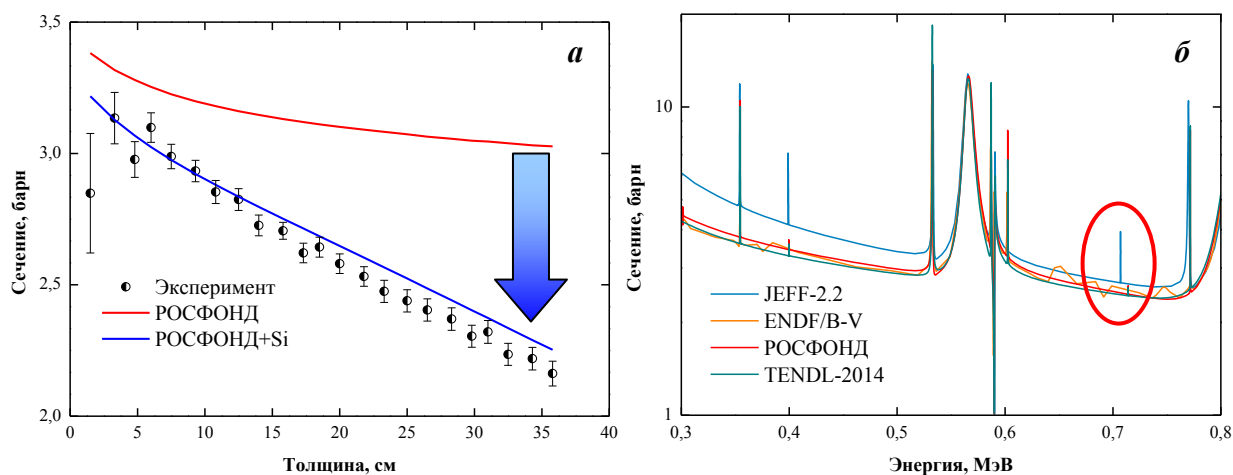 а
Сечение, барн
3,5
3,0
2,5
2,0
Эксперимент
РОСФОНД
РОСФОНД+Si
0 5 10 15 20 25 30 35 40
Толщина, см
б
Сечение, барн
10
1
JEFF-2.2
ENDF/B-V
РОСФОНД
TENDL-2014
0,3 0,4 0,5 0,6 0,7 0,8
Энергия, МэВ